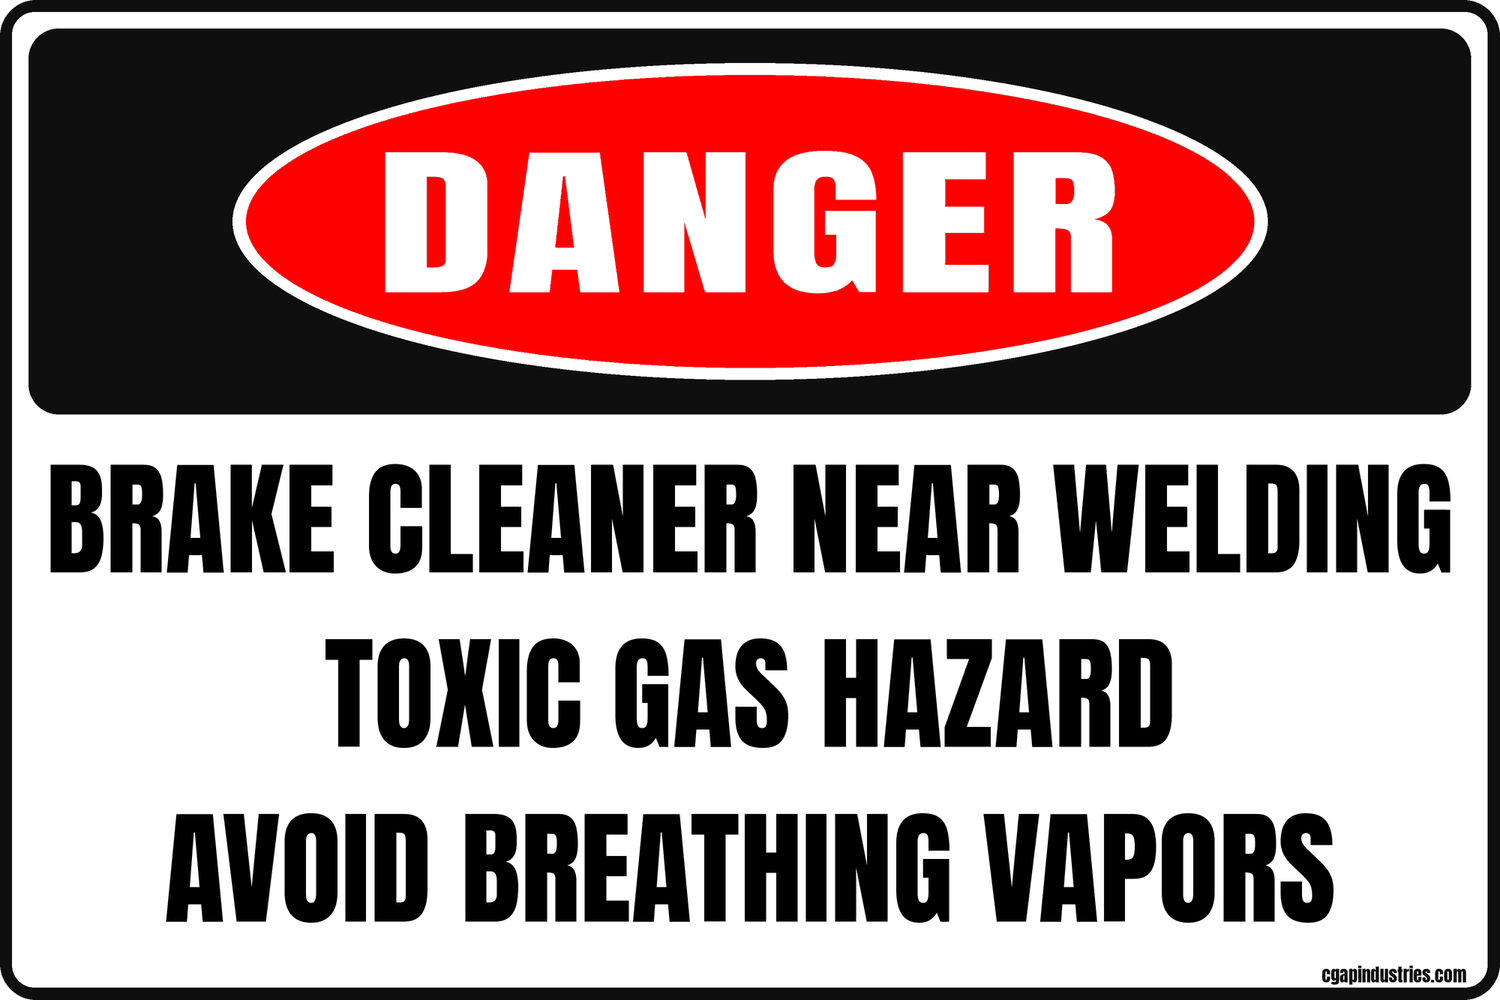 DANGER
BRAKE CLEANER NEAR WELDING
TOXIC GAS HAZARD
AVOID BREATHING VAPORS
cgapindustries.com